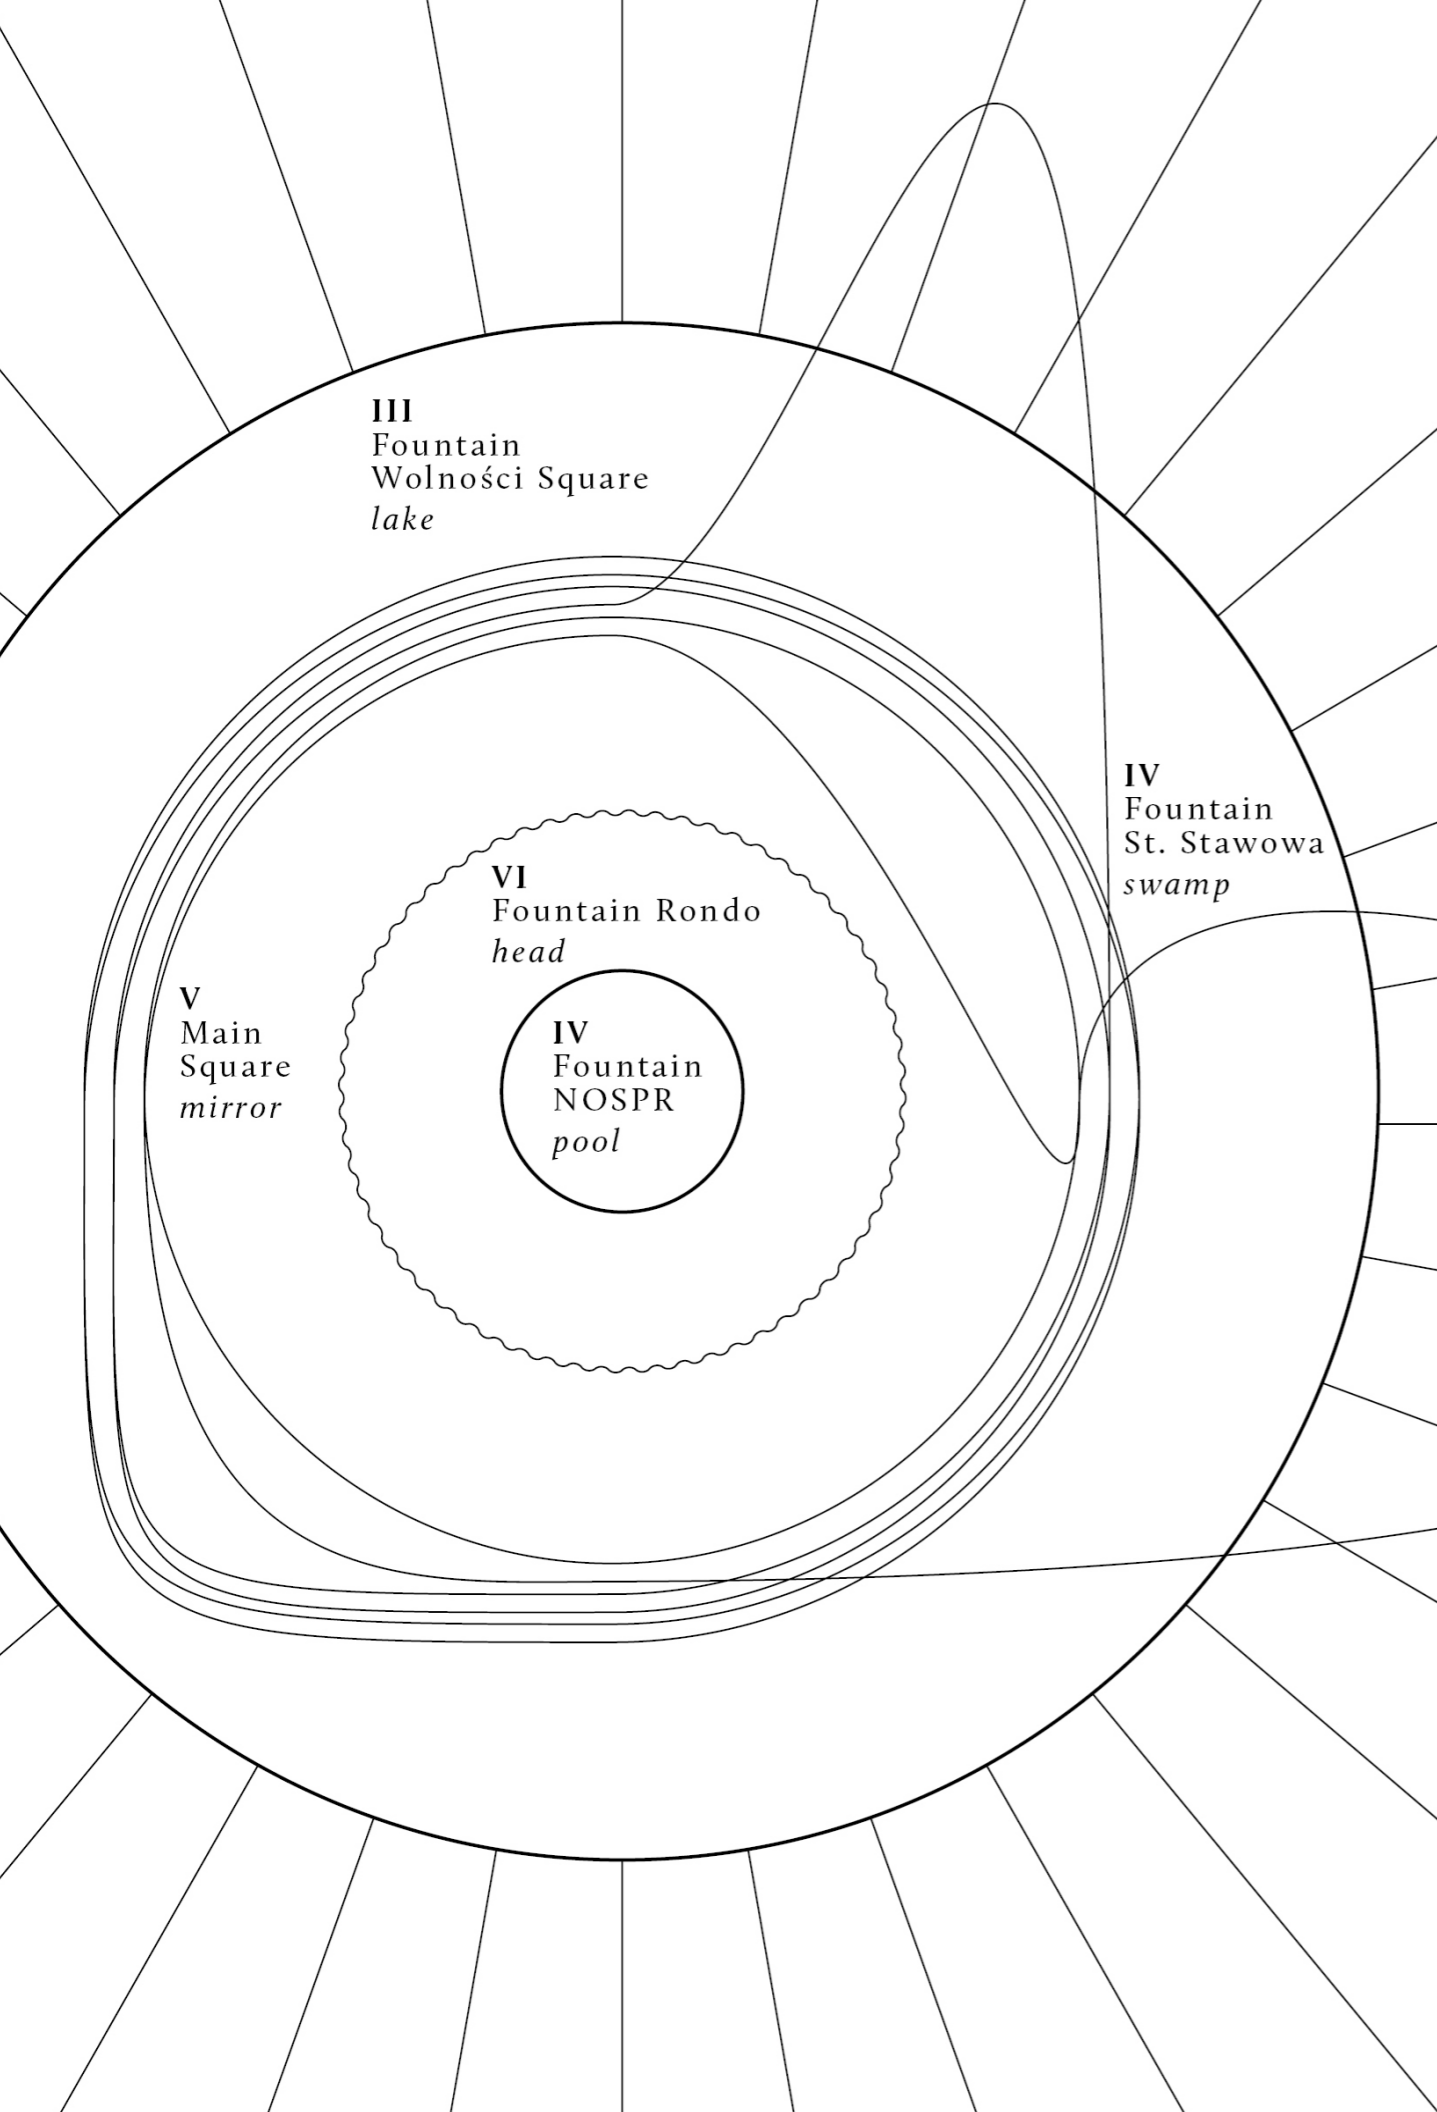 III
Fountain
Wolności Square
lake
IV
Fountain
St. Stawowa
swamp
VI
Fountain Rondo
head
V
Main
Square
mirror
IV
Fountain
NOSPR
pool